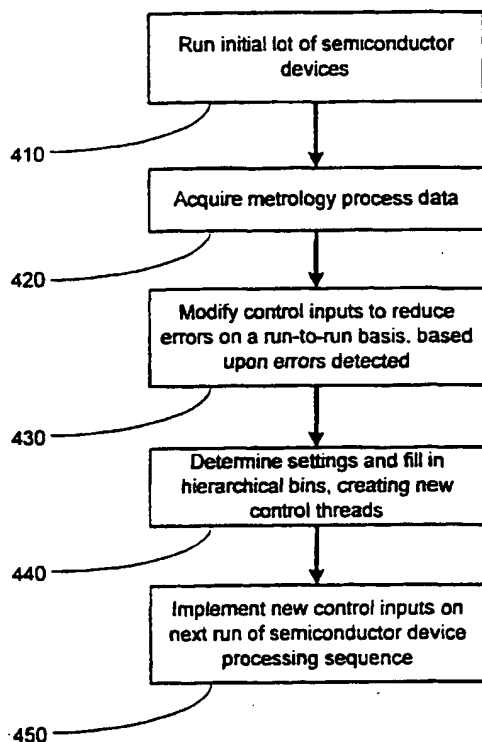 Run initial lot of semiconductor
devices
410
Acquire metrology process data
420
Modify control inputs to reduce
errors on a run-to-run basis, based
upon errors detected
430
Determine settings and fill in
hierarchical bins, creating new
control threads
440
Implement new control inputs on
next run of semiconductor device
processing sequence
450